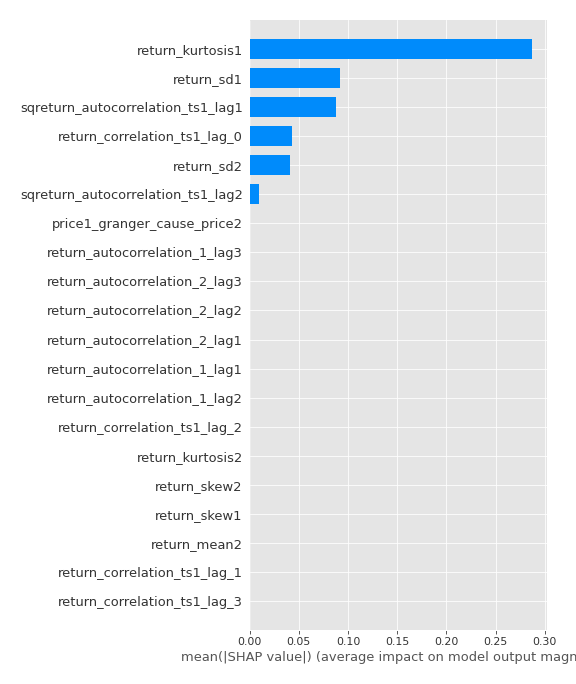 return_kurtosis1
return_sd1
sqreturn_autocorrelation_ts1_lag1
return_correlation_ts1_lag_0
return_sd2
sqreturn_autocorrelation_ts1_lag2
price1_granger_cause_price2
return_autocorrelation_1_lag3
return_autocorrelation_2_lag3
return_autocorrelation_2_lag2
return_autocorrelation_2_lag1
return_autocorrelation_1_lag1
return_autocorrelation_1_lag2
return_correlation_ts1_lag_2
return_kurtosis2
return_skew2
return_skew1
return_mean2
return_correlation_ts1_lag_1
return_correlation_ts1_lag_3
0.00 0.05 0.10 0.15 0.20 0.25 0.30
mean(|SHAP value|) (average impact on model output magn